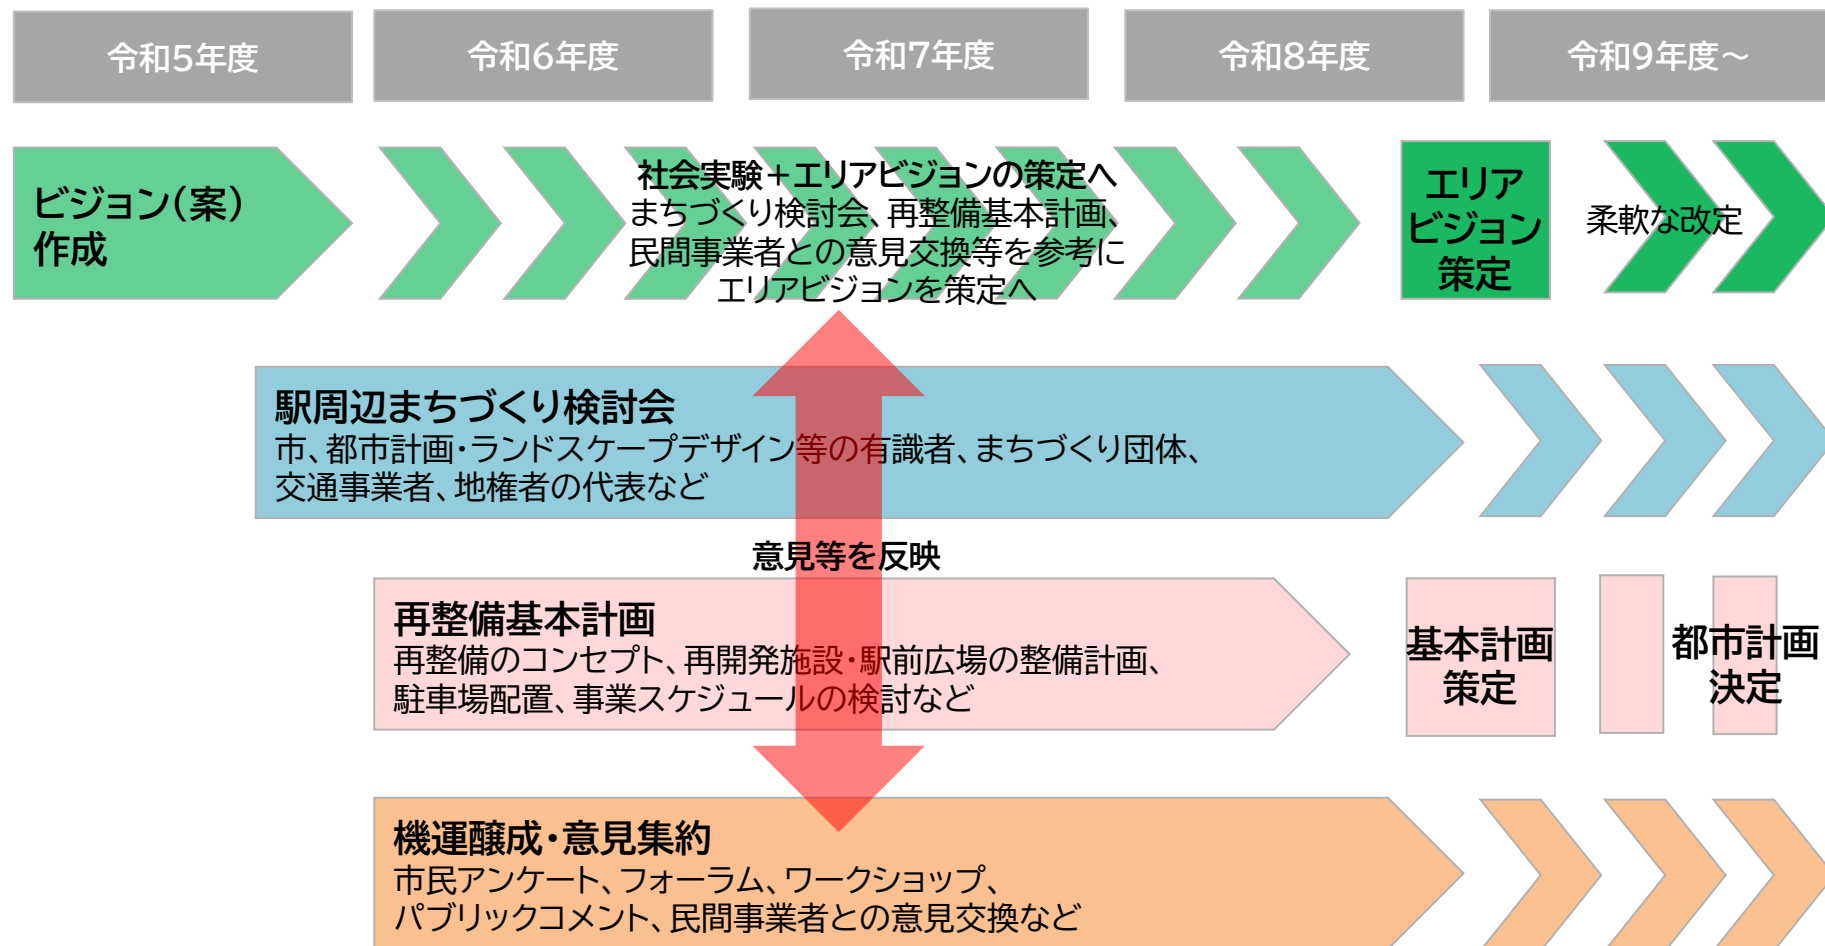 令和5年度
令和6年度
令和7年度
令和8年度
令和9年度～
ビジョン(案)
作成
社会実験＋エリアビジョンの策定へ
まちづくり検討会、再整備基本計画、
民間事業者との意見交換等を参考に
エリアビジョンを策定へ
エリア
ビジョン
策定
柔軟な改定
駅周辺まちづくり検討会
市、都市計画・ランドスケープデザイン等の有識者、まちづくり団体、
交通事業者、地権者の代表など
意見等を反映
再整備基本計画
再整備のコンセプト、再開発施設・駅前広場の整備計画、
駐車場配置、事業スケジュールの検討など
基本計画
策定
都市計画
決定
機運醸成・意見集約
市民アンケート、フォーラム、ワークショップ、
パブリックコメント、民間事業者との意見交換など